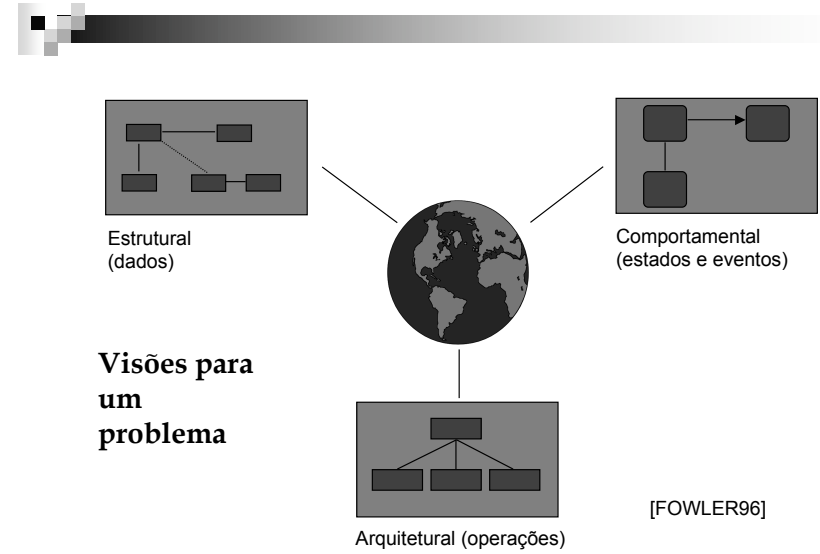 Estrutural
(dados)
Comportamental
(estados e eventos)
Visões para
um
problema
Arquitetural (operações)
[FOWLER96]